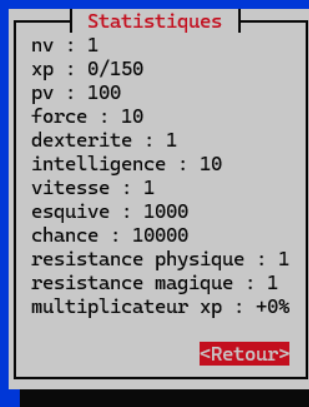 Statistiques
nv : 1
xp : 0/150
pv : 100
force : 10
dexterite : 1
intelligence : 10
vitesse : 1
esquive : 1000
chance : 10000
resistance physique : 1
resistance magique : 1
multiplicateur xp : +0%
<Retour>